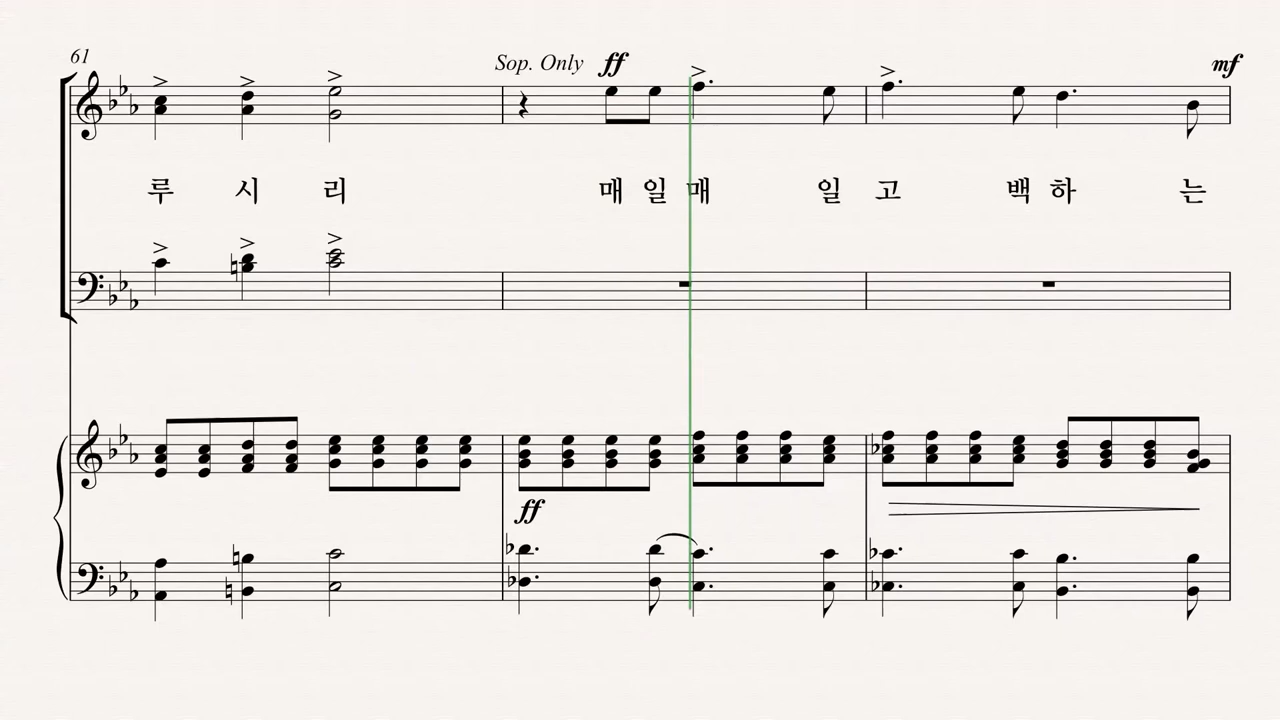 61
Sop. Only ff
mf
루 시 리 매 일 매 일 고 백 하 는
ff